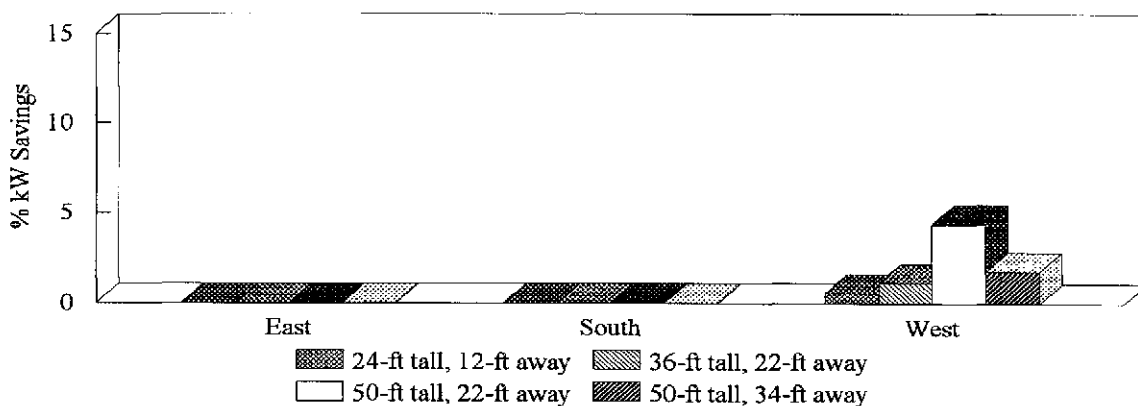 15
10
5
0
% kW Savings
East South West
24-ft tall, 12-ft away 36-ft tall, 22-ft away
50-ft tall, 22-ft away 50-ft tall, 34-ft away